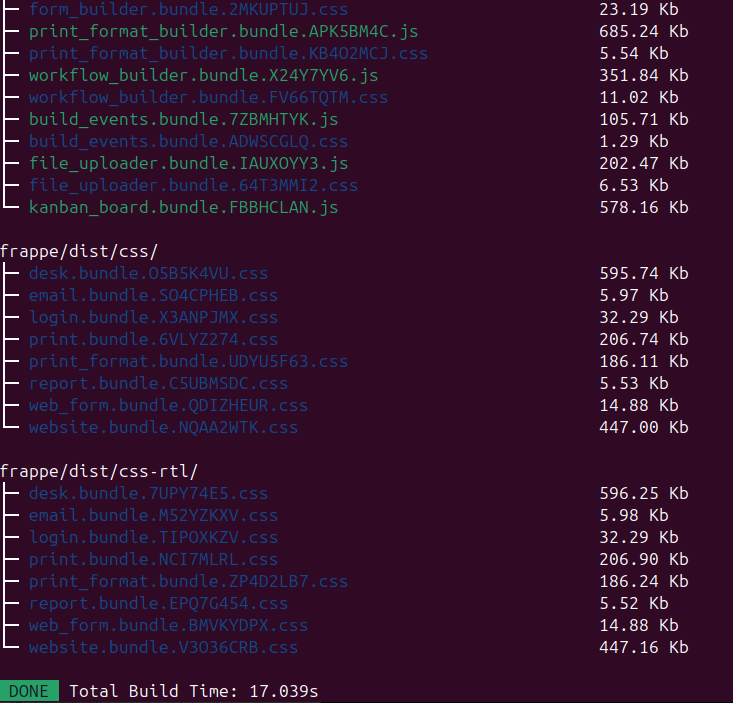 form_builder.bundle.2MKUPTUJ.css 23.19 Kb
print_format_builder.bundle.APK5BM4C.js 685.24 Kb
print_format_builder.bundle.KB4O2MCJ.css 5.54 Kb
workflow_builder.bundle.X24Y7YV6.js 351.84 Kb
workflow_builder.bundle.FV66TQTM.css 11.02 Kb
build_events.bundle.7ZBMHTYK.js 105.71 Kb
build_events.bundle.ADWSCGLQ.css 1.29 Kb
file_uploader.bundle.IAUXOYY3.js 202.47 Kb
file_uploader.bundle.64T3MMI2.css 6.53 Kb
kanban_board.bundle.FBBHCLAN.js 578.16 Kb
frappe/dist/css/
desk.bundle.O5B5K4VU.css 595.74 Kb
email.bundle.SO4CPHEB.css 5.97 Kb
login.bundle.X3ANPJMX.css 32.29 Kb
print.bundle.6VLYZ274.css 206.74 Kb
print_format.bundle.UDYU5F63.css 186.11 Kb
report.bundle.C5UBMSDC.css 5.53 Kb
web_form.bundle.QDIZHEUR.css 14.88 Kb
website.bundle.NQAA2WTK.css 447.00 Kb
frappe/dist/css-rtl/
desk.bundle.7UPY74E5.css 596.25 Kb
email.bundle.M52YZKXV.css 5.98 Kb
login.bundle.TIPOXKZV.css 32.29 Kb
print.bundle.NCI7MLRL.css 206.90 Kb
print_format.bundle.ZP4D2LB7.css 186.24 Kb
report.bundle.EPQ7G454.css 5.52 Kb
web_form.bundle.BMVKYDPX.css 14.88 Kb
website.bundle.V3O36CRB.css 447.16 Kb
DONE Total Build Time: 17.039s